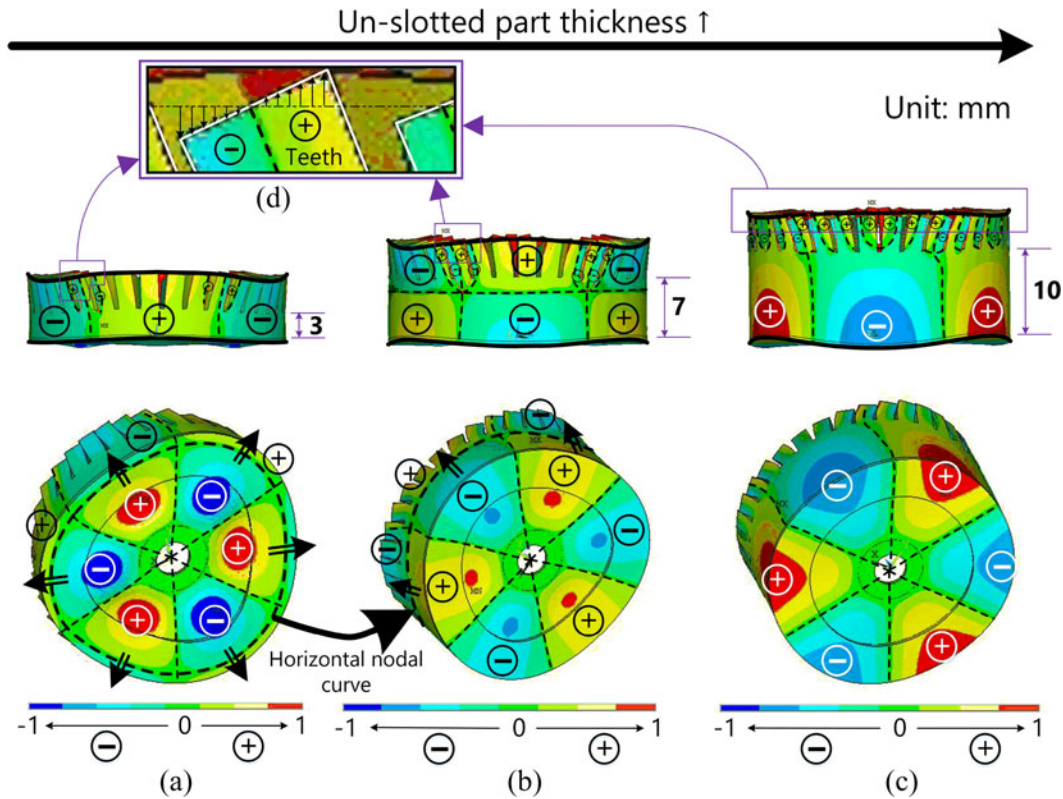 Un-slotted part thickness ↑
Unit: mm
− + Teeth
(d)
− + − 3
− + −
+ − + 7
+ − + 10
+ − + − + − + − +
− + − + − + − + − +
− + − + − +
Horizontal nodal
curve
-1 0 1
− +
(a)
-1 0 1
− +
(b)
-1 0 1
− +
(c)